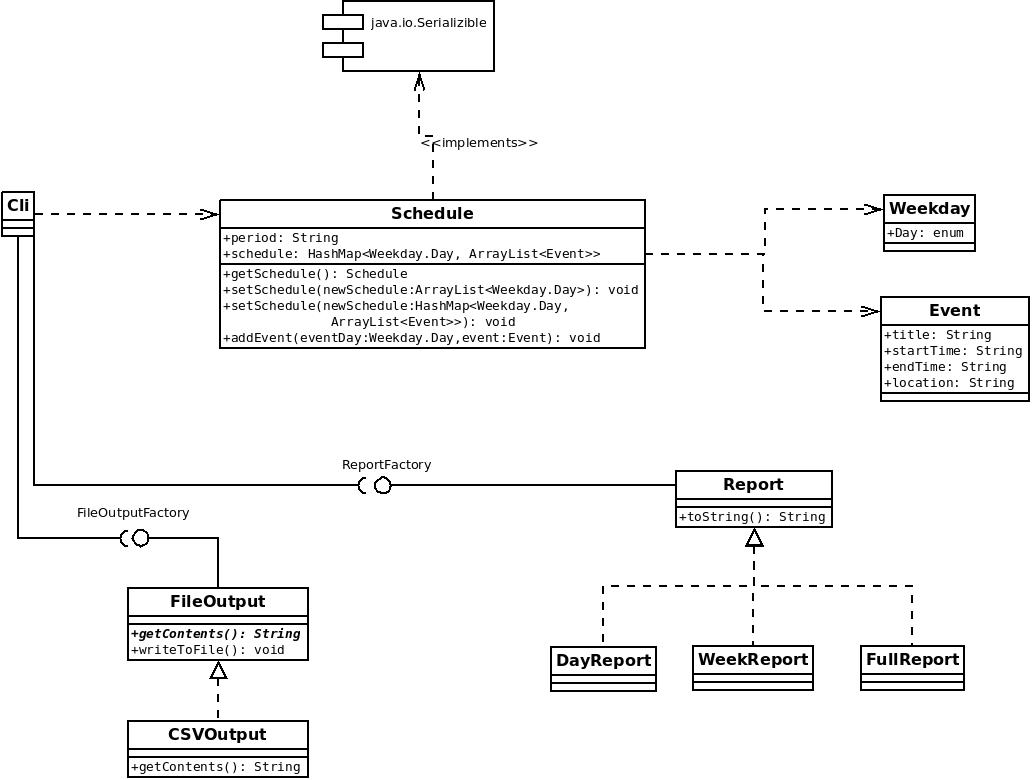 java.io.Serializible
<<implements>>
Cli
Schedule
+period: String
+schedule: HashMap<Weekday.Day, ArrayList<Event>>
+getSchedule(): Schedule
+setSchedule(newSchedule:ArrayList<Weekday.Day>): void
+setSchedule(newSchedule:HashMap<Weekday.Day,
ArrayList<Event>>): void
+addEvent(eventDay:Weekday.Day,event:Event): void
Weekday
+Day: enum
Event
+title: String
+startTime: String
+endTime: String
+location: String
ReportFactory
Report
+toString(): String
FileOutputFactory
FileOutput
+getContents(): String
+writeToFile(): void
DayReport
WeekReport
FullReport
CSVOutput
+getContents(): String